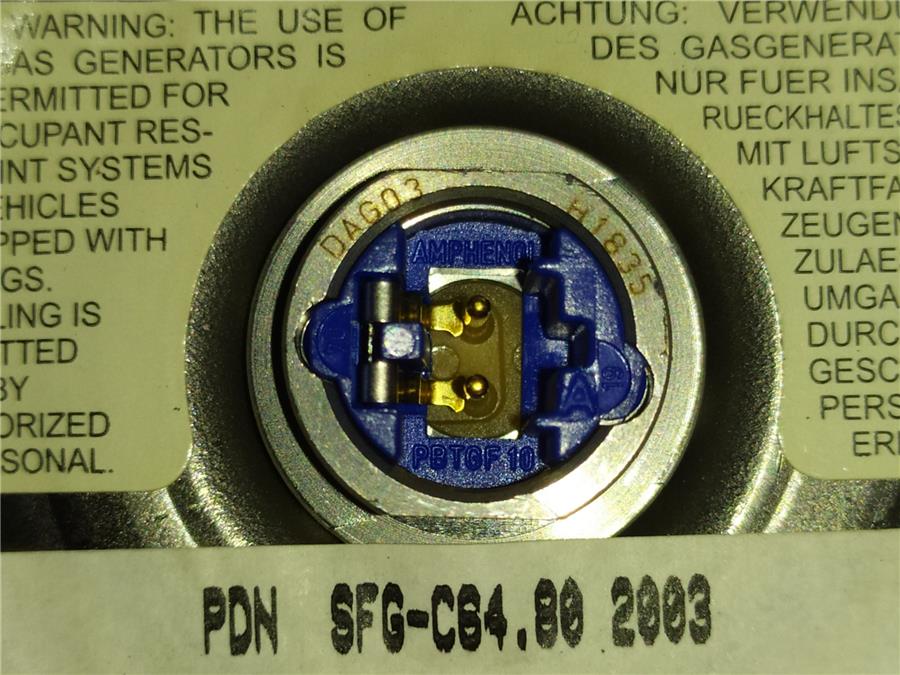 WARNING: THE USE OF
GAS GENERATORS IS
ERMITTED FOR
CUPANT RES-
INT SYSTEMS
EHICLES
PPED WITH
GS.
LING IS
TTED
BY
ORIZED
SONAL.
ACHTUNG: VERWENDU
DES GASGENERAT
NUR FUER INSA
RUECKHALTES
MIT LUFTS
KRAFTFA
ZEUGEN
ZULAE
UMGA
DURC
GESC
PERS
ER
DAG03
H1835
AMPHENOL
A
PBTGF10
PDN SFG-C64.80 2003